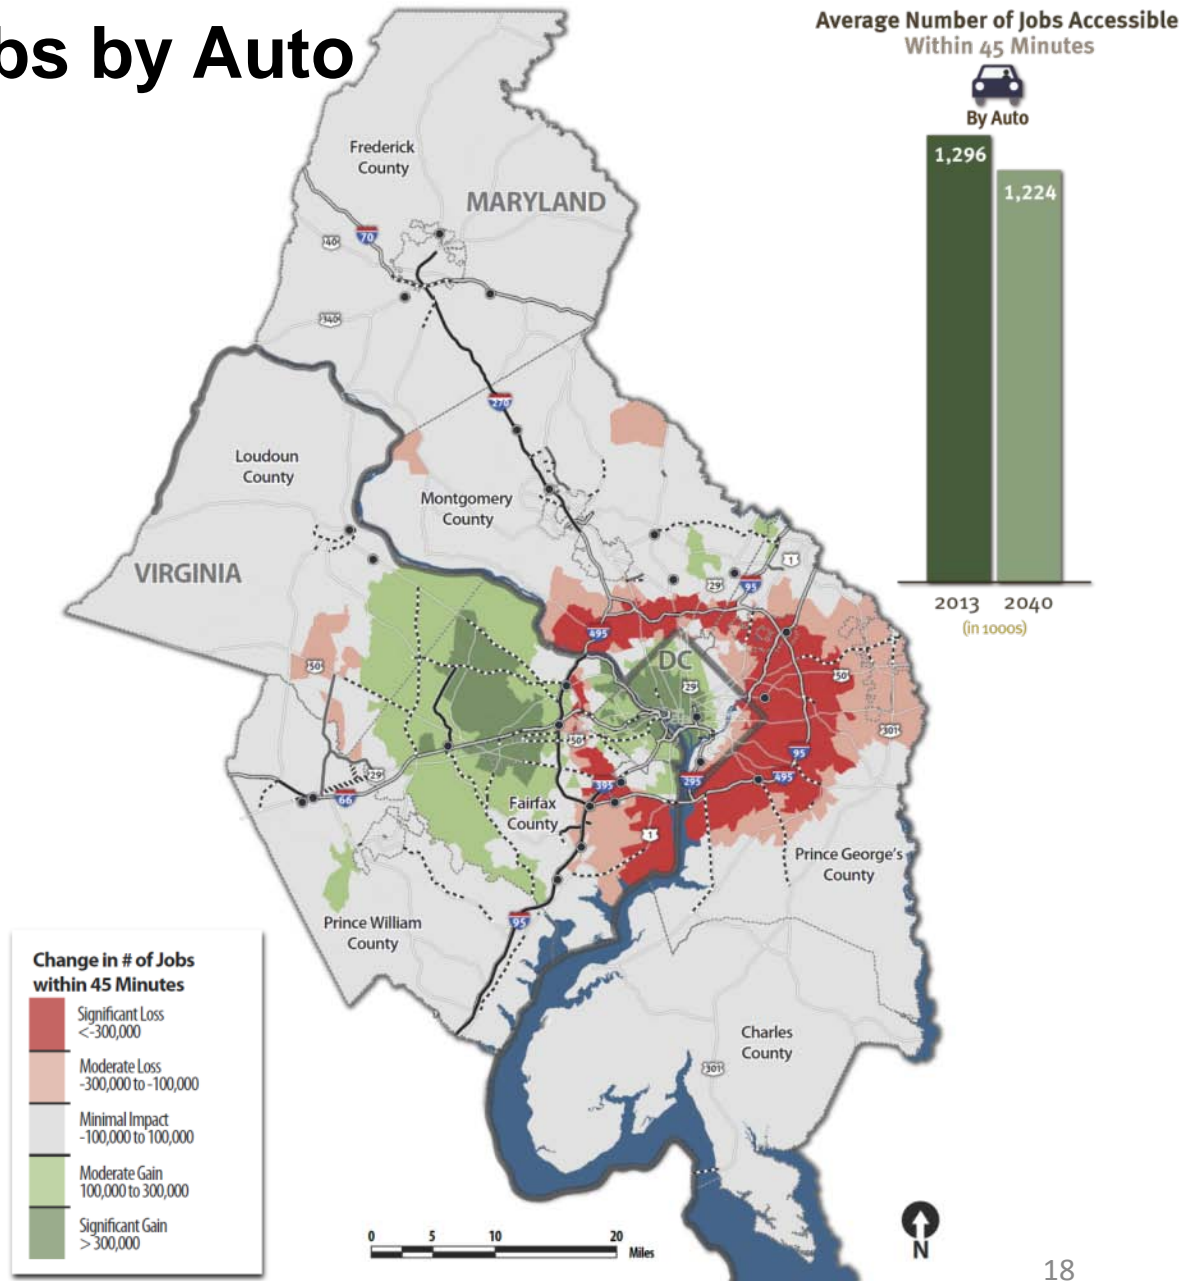 bs by Auto
Average Number of Jobs Accessible
Within 45 Minutes
By Auto
1,296
1,224
2013 2040
(in 1000s)
Frederick
County
MARYLAND
70
40
340
270
Loudoun
County
Montgomery
County
VIRGINIA
1
29
95
495
DC
50
29
50
301
50
95
29
395
295
495
66
Fairfax
County
1
Prince George's
County
95
Prince William
County
Charles
County
301
Change in # of Jobs
within 45 Minutes
Significant Loss
<-300,000
Moderate Loss
-300,000 to -100,000
Minimal Impact
-100,000 to 100,000
Moderate Gain
100,000 to 300,000
Significant Gain
> 300,000
0 5 10 20
Miles
N
18